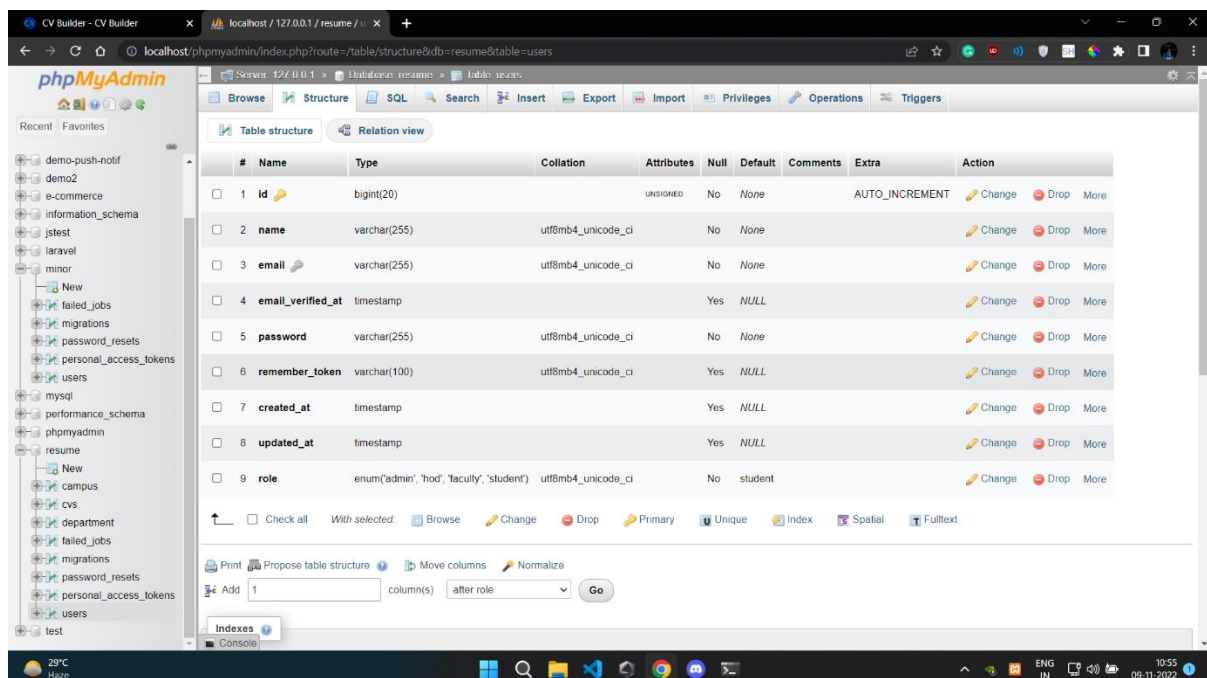 CV Builder - CV Builder
localhost / 127.0.0.1 / resume / u
localhost/phpmyadmin/index.php?route=/table/structure&db=resume&table=users
phpMyAdmin
Recent Favorites
demo-push-notif
demo2
e-commerce
information_schema
jstest
laravel
minor
New
failed_jobs
migrations
password_resets
personal_access_tokens
users
mysql
performance_schema
phpmyadmin
resume
New
campus
cvs
department
failed_jobs
migrations
password_resets
personal_access_tokens
users
test
Server: 127.0.0.1 » Database: resume » Table: users
Browse Structure SQL Search Insert Export Import Privileges Operations Triggers
Table structure Relation view
# Name Type Collation Attributes Null Default Comments Extra Action
1 id bigint(20) UNSIGNED No None AUTO_INCREMENT Change Drop More
2 name varchar(255) utf8mb4_unicode_ci No None Change Drop More
3 email varchar(255) utf8mb4_unicode_ci No None Change Drop More
4 email_verified_at timestamp Yes NULL Change Drop More
5 password varchar(255) utf8mb4_unicode_ci No None Change Drop More
6 remember_token varchar(100) utf8mb4_unicode_ci Yes NULL Change Drop More
7 created_at timestamp Yes NULL Change Drop More
8 updated_at timestamp Yes NULL Change Drop More
9 role enum('admin', 'hod', 'faculty', 'student') utf8mb4_unicode_ci No student Change Drop More
Check all With selected: Browse Change Drop Primary Unique Index Spatial Fulltext
Print Propose table structure Move columns Normalize
Add 1 column(s) after role Go
Indexes
Console
29°C
Haze
ENG
IN
10:55
09-11-2022